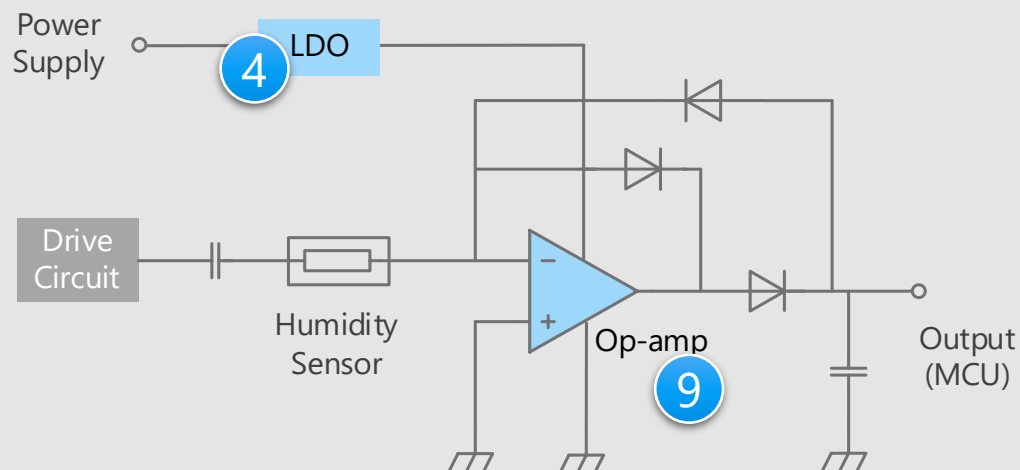 Power
Supply
4
LDO
Drive
Circuit
Humidity
Sensor
−
+
Op-amp
9
Output
(MCU)